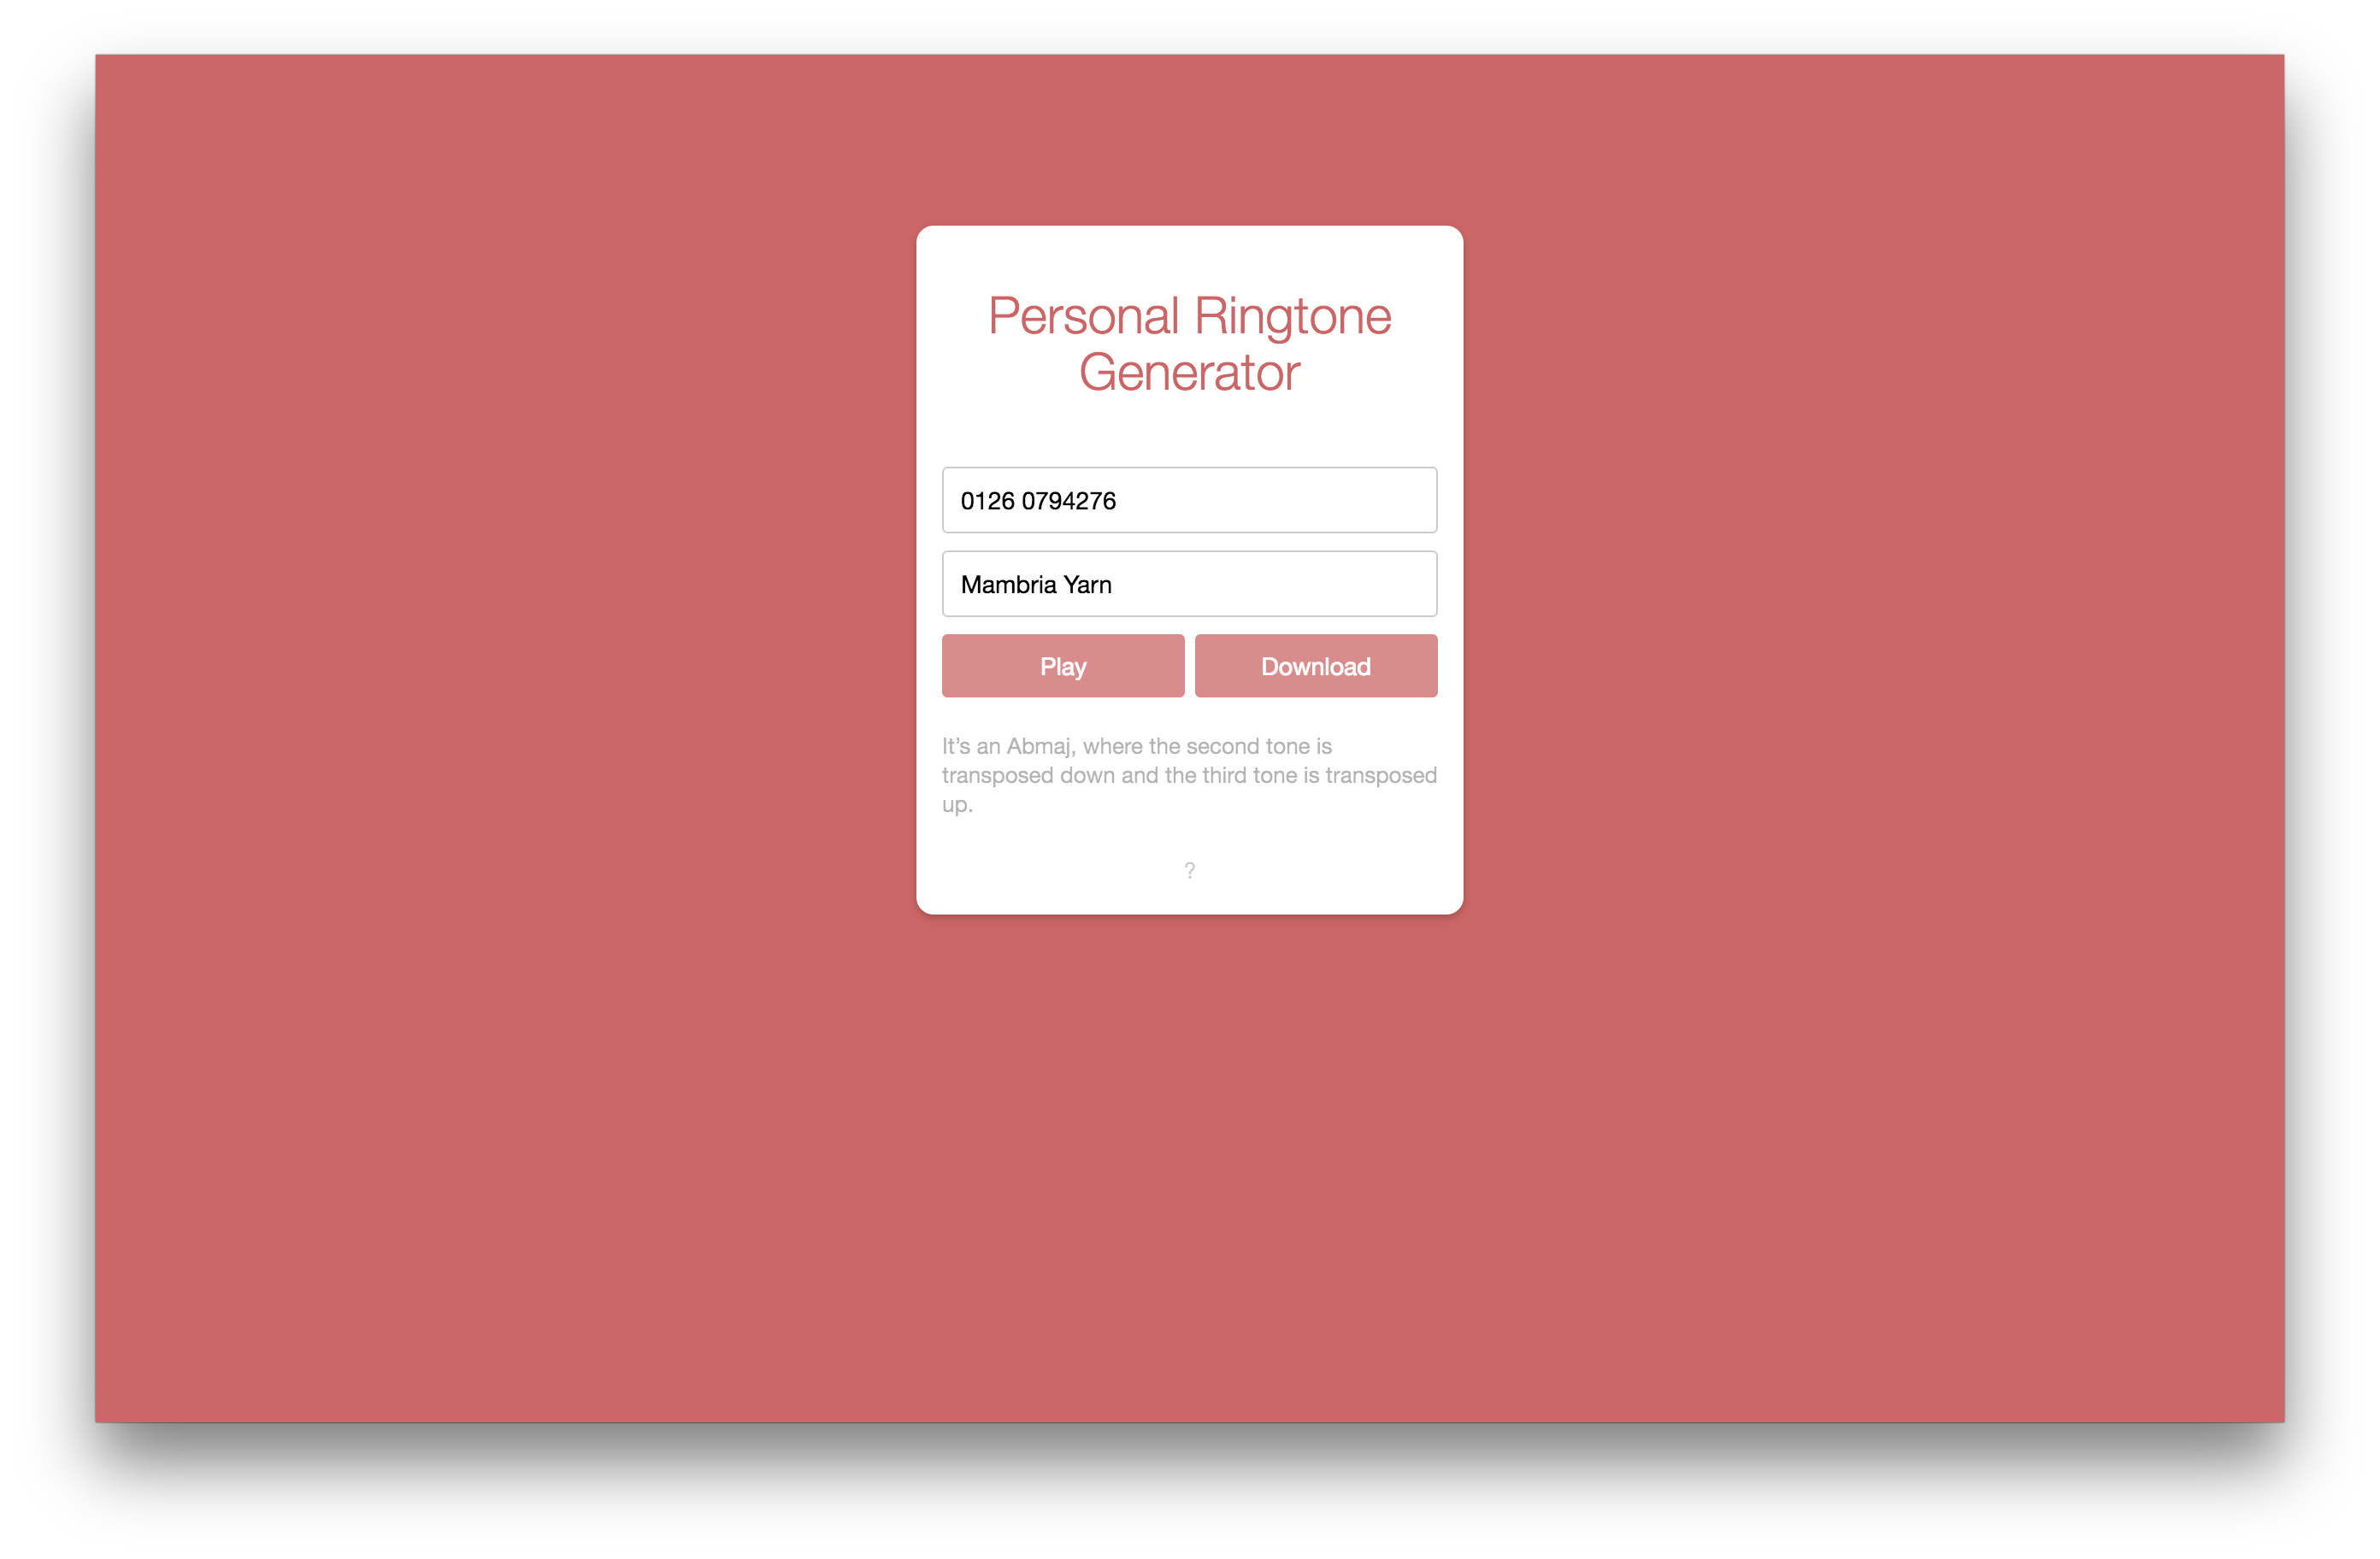 Personal Ringtone
Generator
0126 0794276
Mambria Yarn
Play
Download
It’s an Abmaj, where the second tone is
transposed down and the third tone is transposed
up.
?